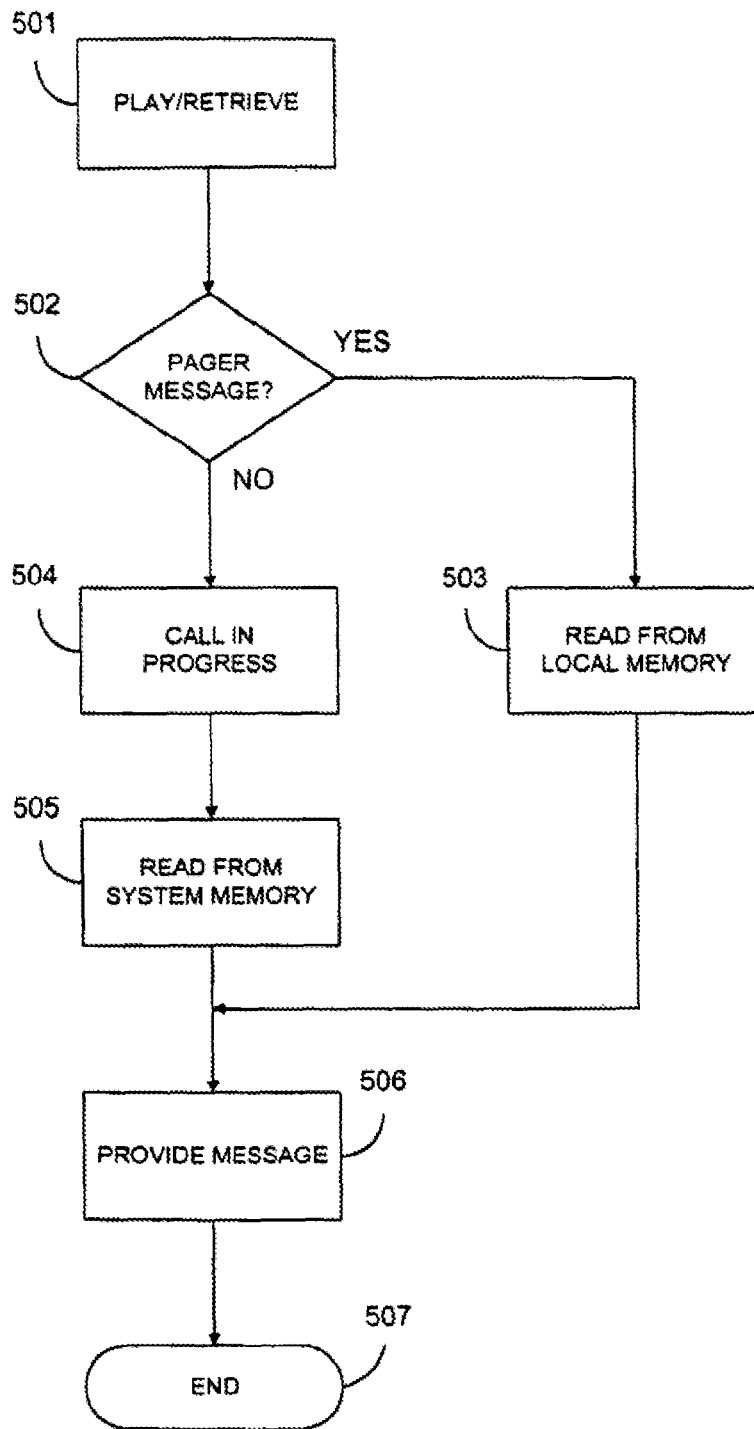 501
PLAY/RETRIEVE
502
PAGER
MESSAGE?
YES
NO
504
CALL IN
PROGRESS
503
READ FROM
LOCAL MEMORY
505
READ FROM
SYSTEM MEMORY
506
PROVIDE MESSAGE
507
END